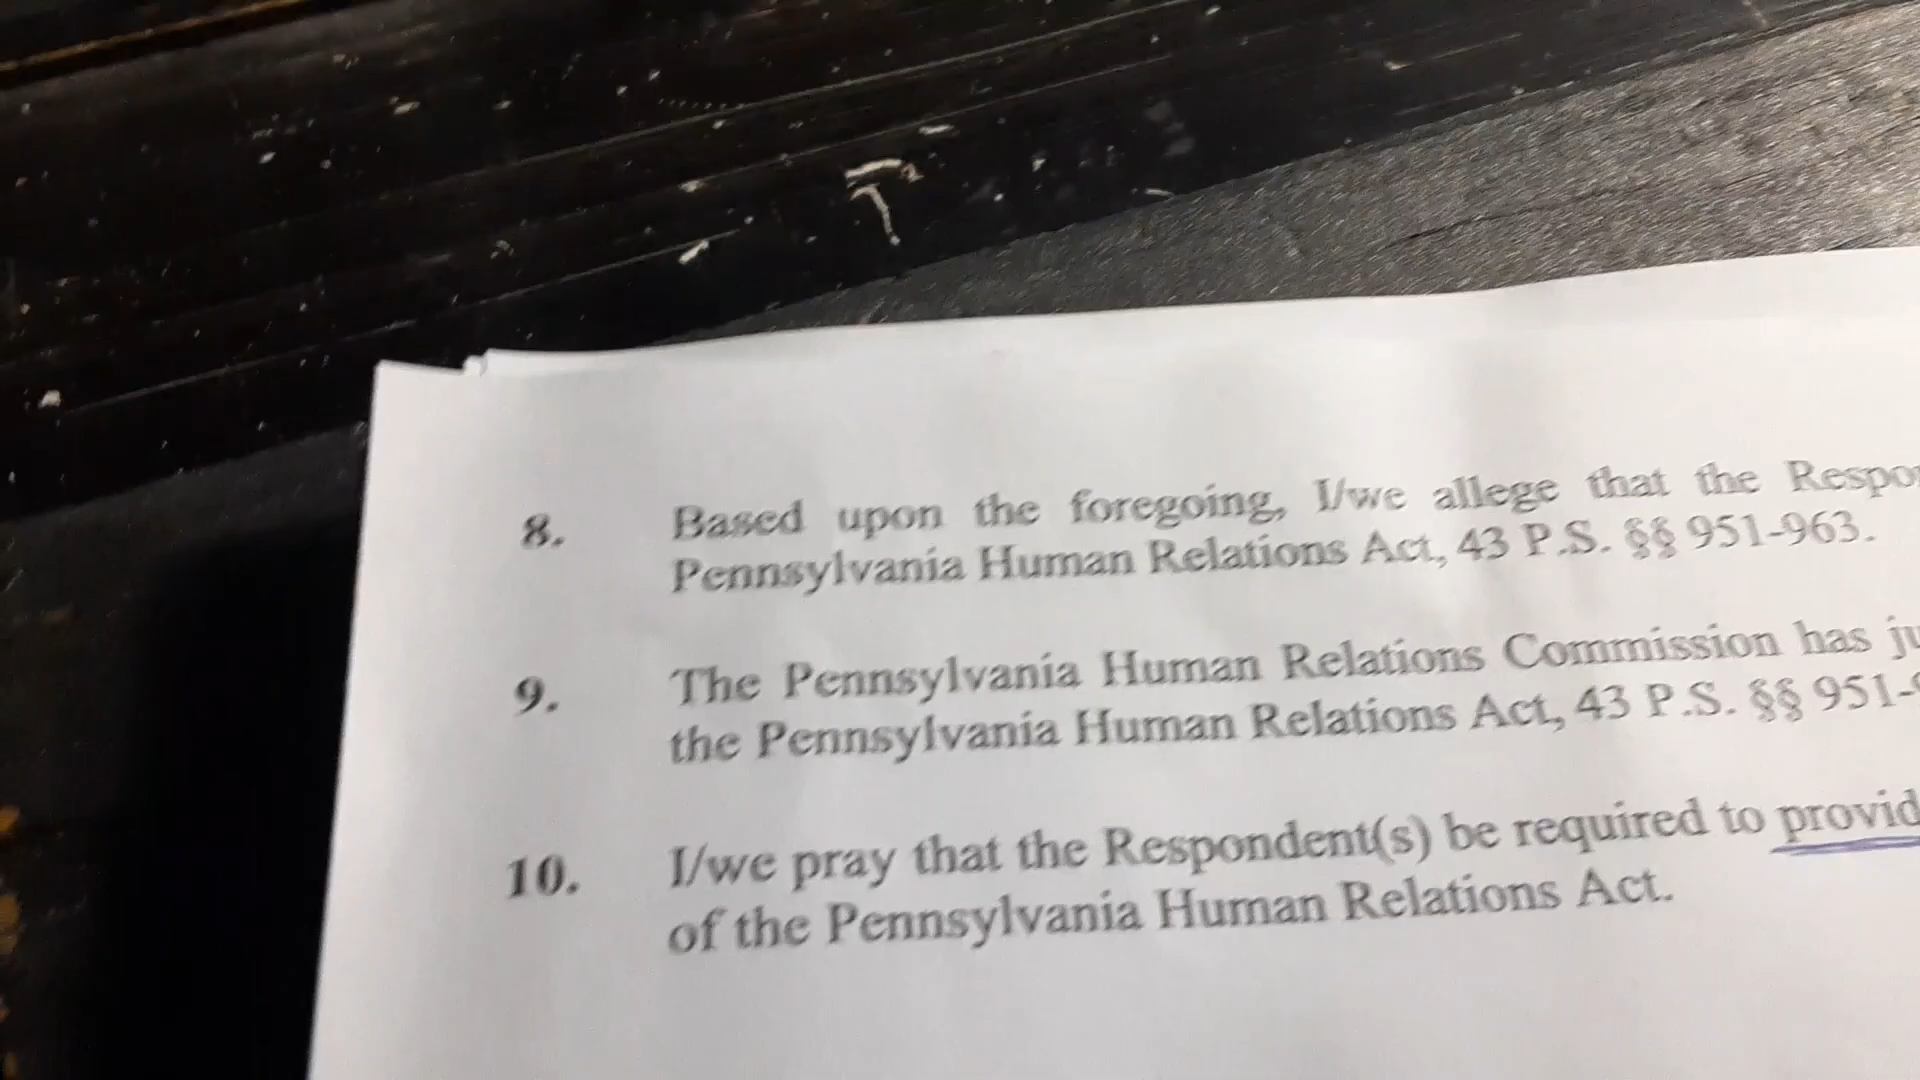 8. Based upon the foregoing, I/we allege that the
Pennsylvania Human Relations Act, 43 P.S. §§ 951-963.
9. The Pennsylvania Human Relations Commission has
the Pennsylvania Human Relations Act, 43 P.S. §§ 951-
10. I/we pray that the Respondent(s) be required to
of the Pennsylvania Human Relations Act.